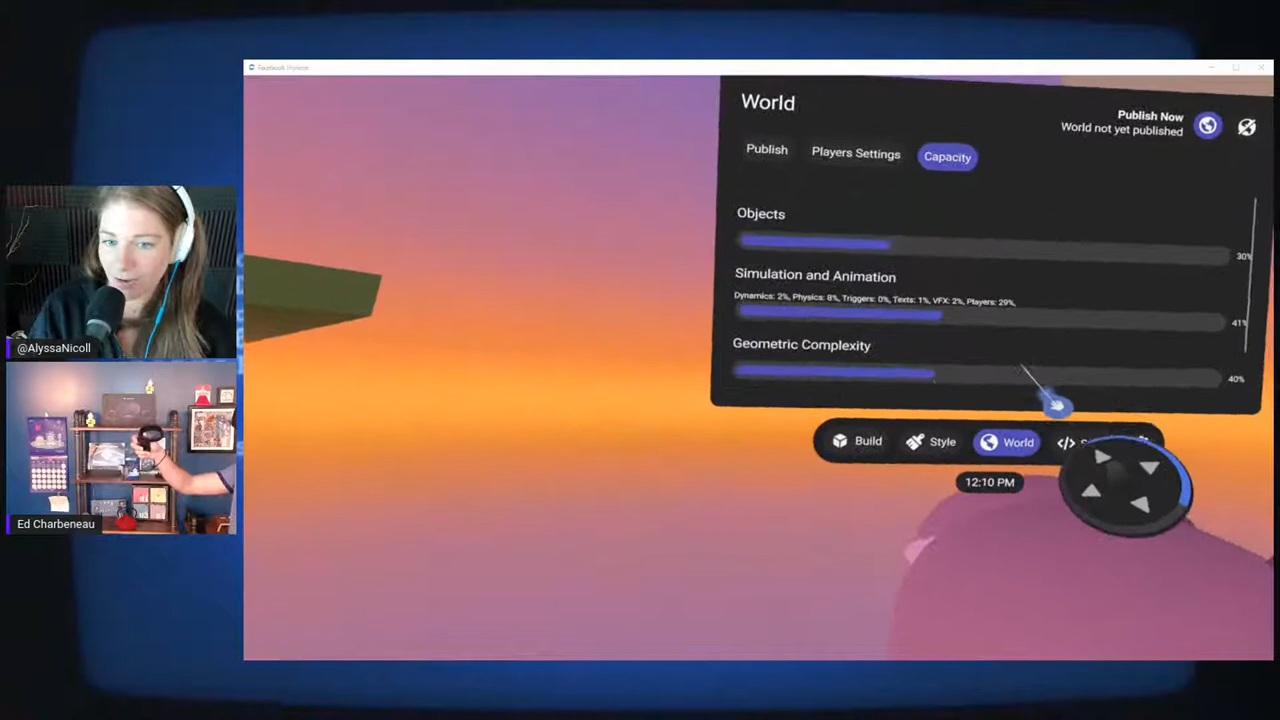 World
Publish Now
World not yet published
Publish
Players Settings
Capacity
Objects
30%
Simulation and Animation
Dynamics: 2%, Physics: 8%, Triggers: 0%, Texts: 1%, VFX: 2%, Players: 29%,
41%
Geometric Complexity
40%
Build
Style
World
</>
12:10 PM
@AlyssaNicoll
Ed Charbeneau